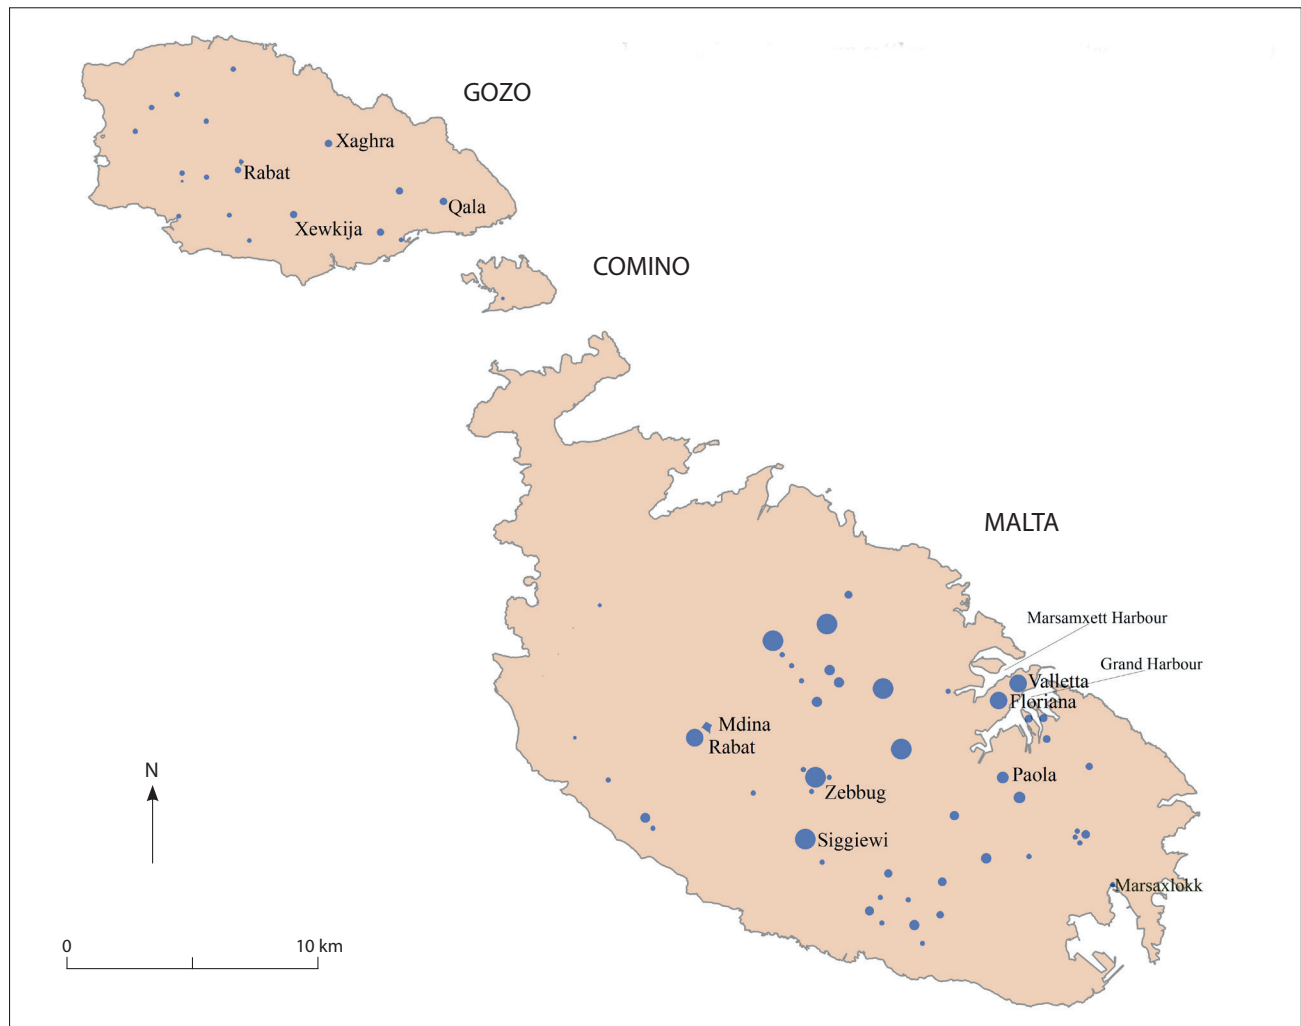 GOZO
Xaghra
Rabat
Qala
Xewkija
COMINO
MALTA
Marsamxett Harbour
Grand Harbour
Valletta
Floriana
Mdina
Rabat
Paola
Zebbug
Siggiewi
Marsaxlokk
N
0 10 km